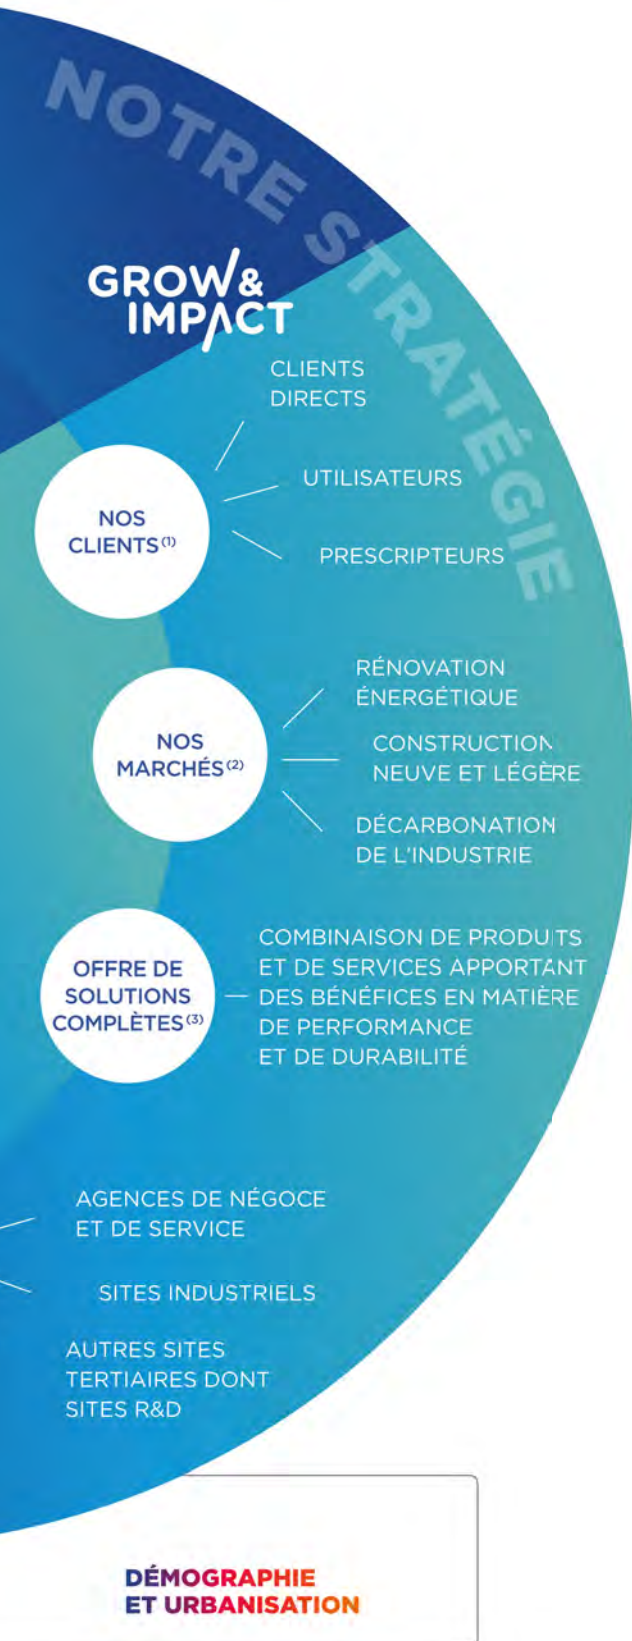 NOTRE STRATÉGIE
GROW&
IMPACT
CLIENTS
DIRECTS
UTILISATEURS
PRESCRIPTEURS
NOS
CLIENTS(1)
RÉNOVATION
ÉNERGÉTIQUE
CONSTRUCTION
NEUVE ET LÉGÈRE
DÉCARBONATION
DE L'INDUSTRIE
NOS
MARCHÉS(2)
OFFRE DE
SOLUTIONS
COMPLÈTES(3)
COMBINAISON DE PRODUITS
ET DE SERVICES APPORTANT
DES BÉNÉFICES EN MATIÈRE
DE PERFORMANCE
ET DE DURABILITÉ
AGENCES DE NÉGOCE
ET DE SERVICE
SITES INDUSTRIELS
AUTRES SITES
TERTIAIRES DONT
SITES R&D
DÉMOGRAPHIE
ET URBANISATION